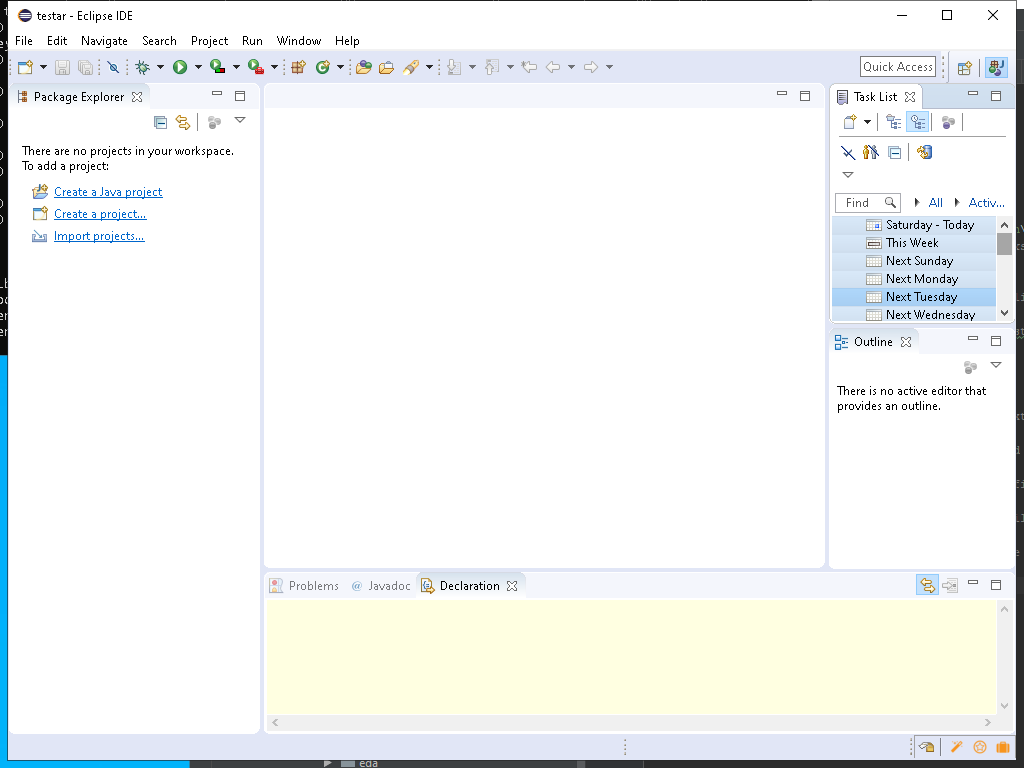 testar - Eclipse IDE
File Edit Navigate Search Project Run Window Help
Quick Access
Package Explorer
There are no projects in your workspace.
To add a project:
Create a Java project
Create a project...
Import projects...
Task List
Find All Activ...
Saturday - Today
This Week
Next Sunday
Next Monday
Next Tuesday
Next Wednesday
Outline
There is no active editor that
provides an outline.
Problems @ Javadoc Declaration
eda